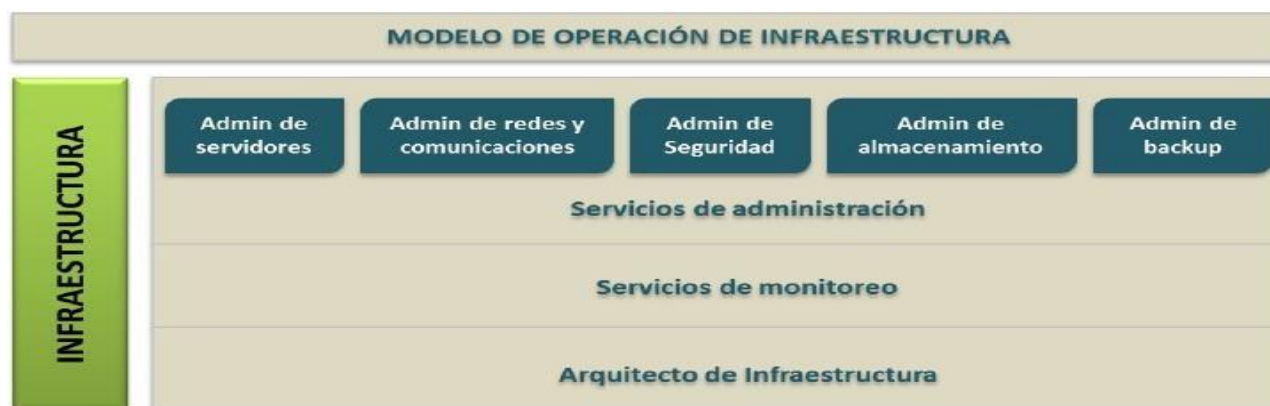 MODELO DE OPERACIÓN DE INFRAESTRUCTURA
INFRAESTRUCTURA
Admin de
servidores
Admin de redes y
comunicaciones
Admin de
Seguridad
Admin de
almacenamiento
Admin de
backup
Servicios de administración
Servicios de monitoreo
Arquitecto de Infraestructura